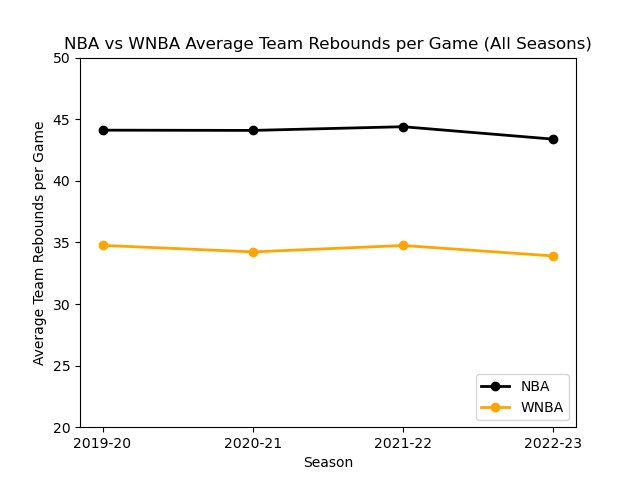 NBA vs WNBA Average Team Rebounds per Game (All Seasons)
Average Team Rebounds per Game
50
45
40
35
30
25
20
2019-20
2020-21
2021-22
2022-23
Season
NBA
WNBA